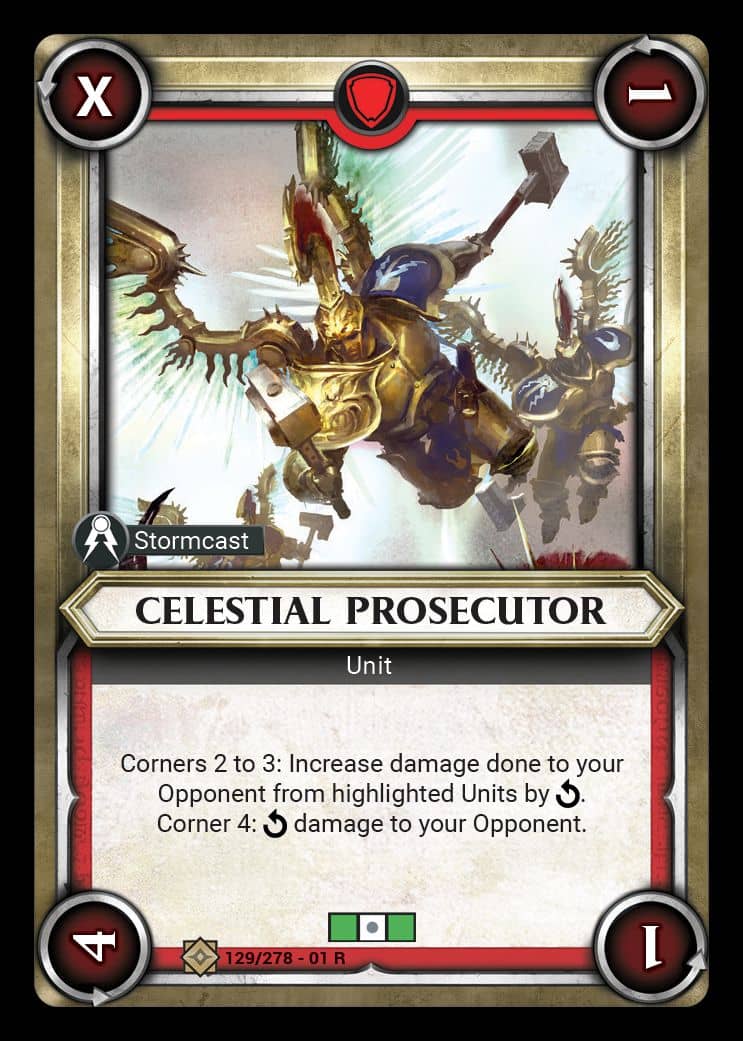 X
1
Stormcast
CELESTIAL PROSECUTOR
Unit
Corners 2 to 3: Increase damage done to your
Opponent from highlighted Units by .
Corner 4: damage to your Opponent.
4
129/278 - 01 R
1